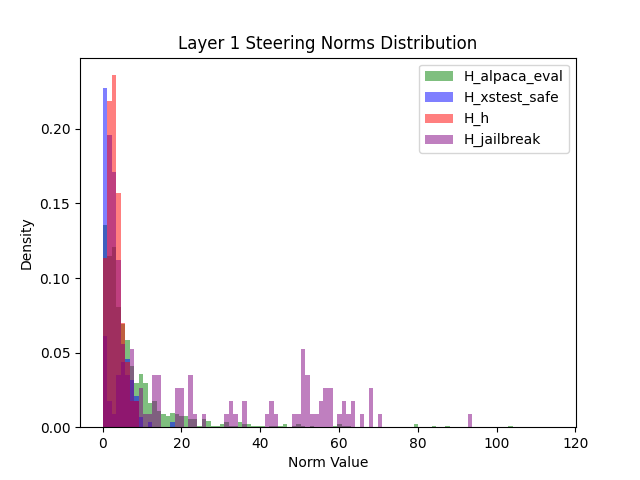 Layer 1 Steering Norms Distribution
H_alpaca_eval
H_xstest_safe
H_h
H_jailbreak
Density
0.20
0.15
0.10
0.05
0.00
0
20
40
60
80
100
120
Norm Value